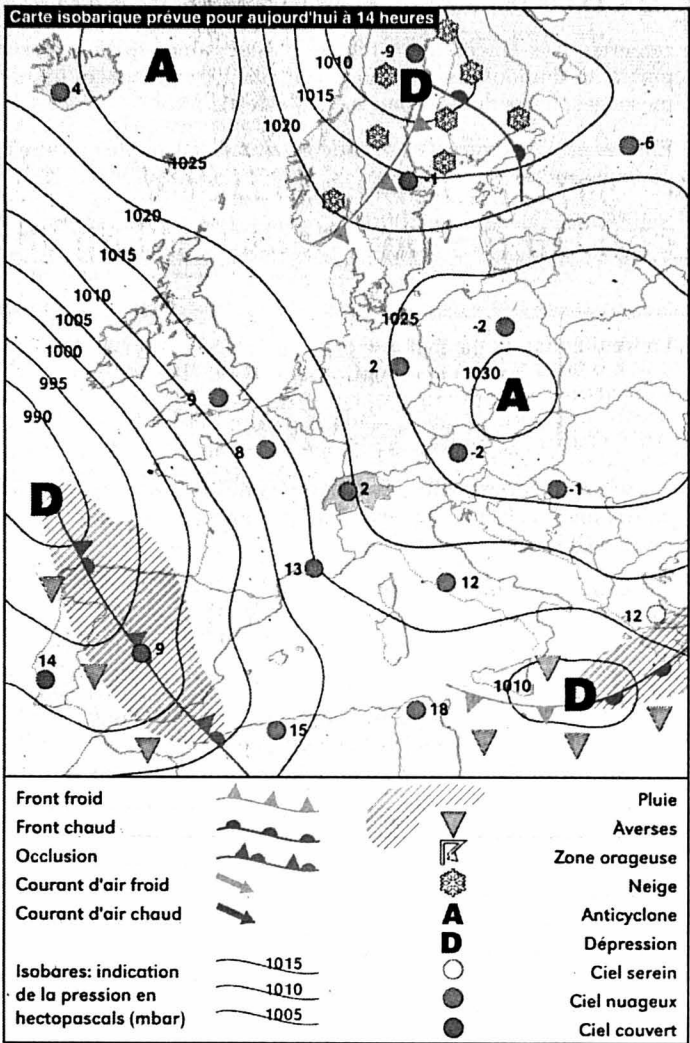 Carte isobarique prévue pour aujourd'hui à 14 heures
-9
1010
A
D
4
1015
1020
-6
1025
-1
1020
1015
1010
1025
1005
-2
1000
2
1030
995
A
9
990
8
-2
D
2
-1
13
12
12
9
14
1010
D
18
15
Front froid
Pluie
Front chaud
Averses
Occlusion
Zone orageuse
Courant d'air froid
Neige
Courant d'air chaud
A
Anticyclone
D
Dépression
Isobares: indication
1015
Ciel serein
de la pression en
1010
Ciel nuageux
hectopascals (mbar)
1005
Ciel couvert